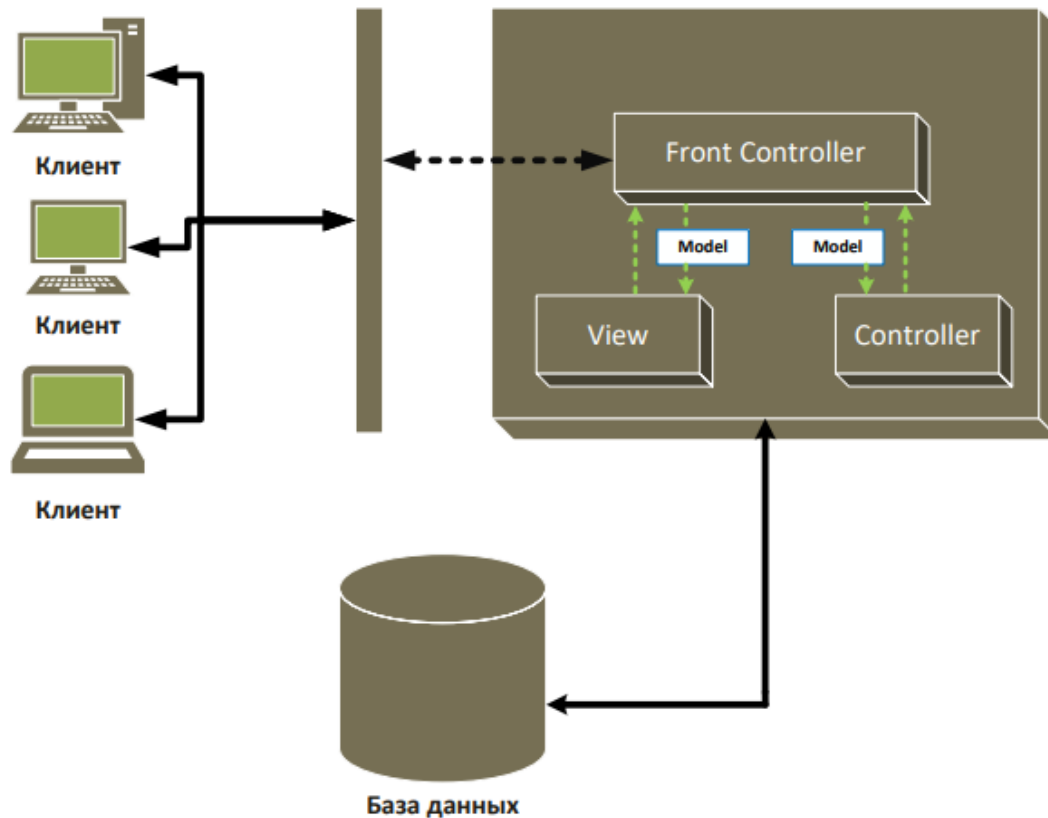 Клиент
Клиент
Клиент
Front Controller
Model
Model
View
Controller
База данных